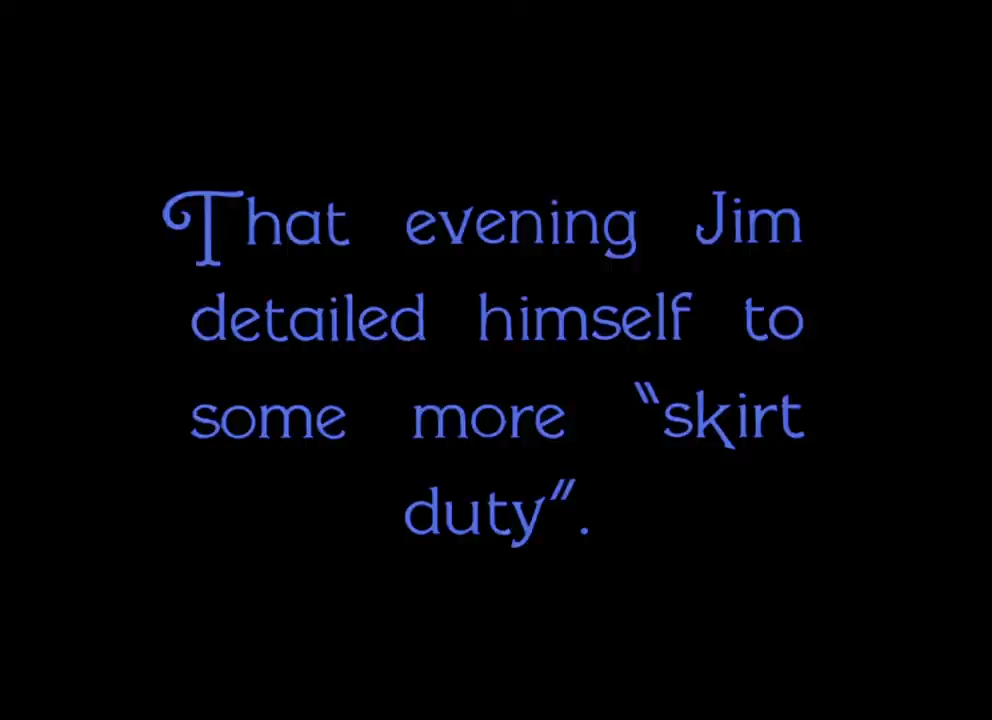 That evening Jim
detailed himself to
some more "skirt
duty".